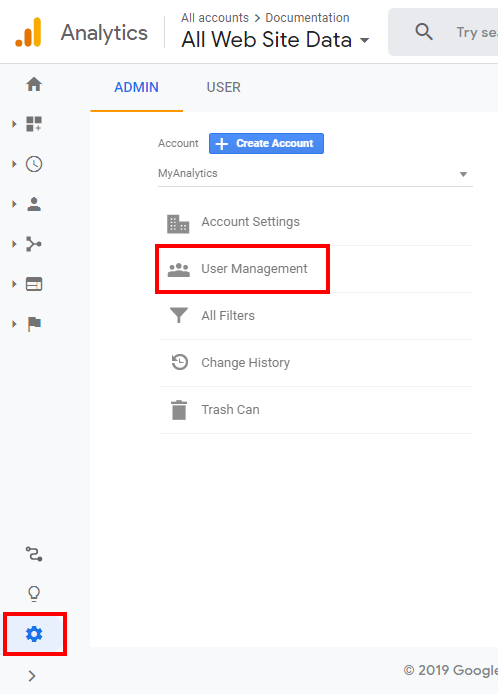 Analytics
All accounts > Documentation
All Web Site Data
Try se
ADMIN
USER
Account
Create Account
MyAnalytics
Account Settings
User Management
All Filters
Change History
Trash Can
© 2019 Google